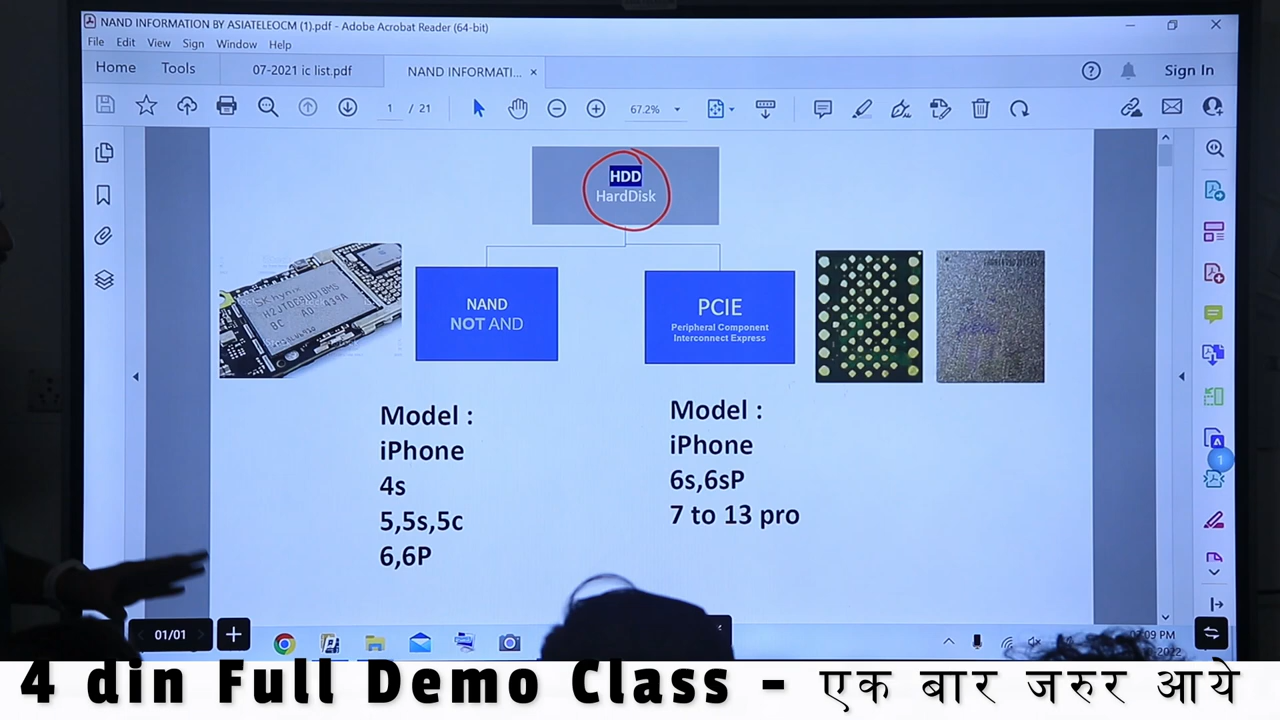 NAND INFORMATION BY ASIATELEOCM (1).pdf - Adobe Acrobat Reader (64-bit)
File Edit View Sign Window Help
Home Tools 07-2021 ic list.pdf NAND INFORMATI... × Sign In
1 / 21 67.2%
HDD
HardDisk
NAND
NOT AND
PCIE
Peripheral Component
Interconnect Express
SK hynix
Model :
iPhone
4s
5,5s,5c
6,6P
Model :
iPhone
6s,6sP
7 to 13 pro
1
01/01
4 din Full Demo Class - एक बार जरुर आये